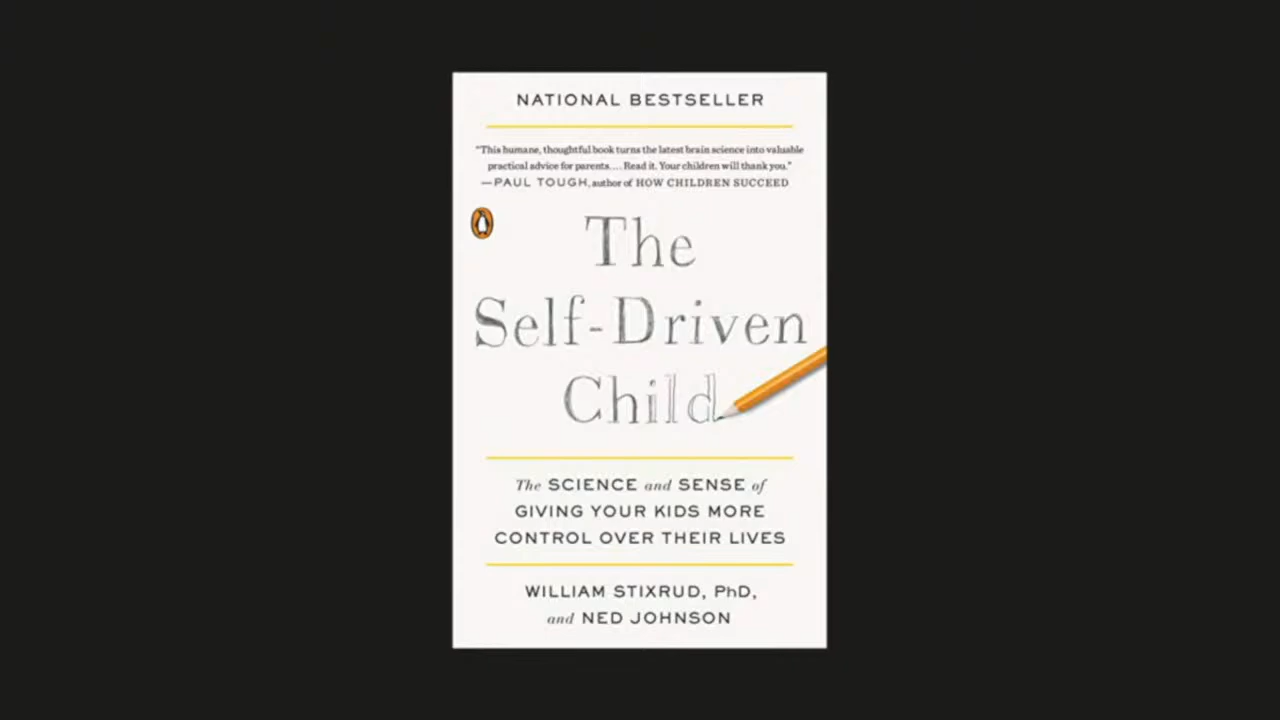 NATIONAL BESTSELLER
"This humane, thoughtful book turns the latest brain science into valuable
practical advice for parents.... Read it. Your children will thank you."
—PAUL TOUGH, author of HOW CHILDREN SUCCEED
The
Self-Driven
Child
The SCIENCE and SENSE of
GIVING YOUR KIDS MORE
CONTROL OVER THEIR LIVES
WILLIAM STIXRUD, PhD,
and NED JOHNSON